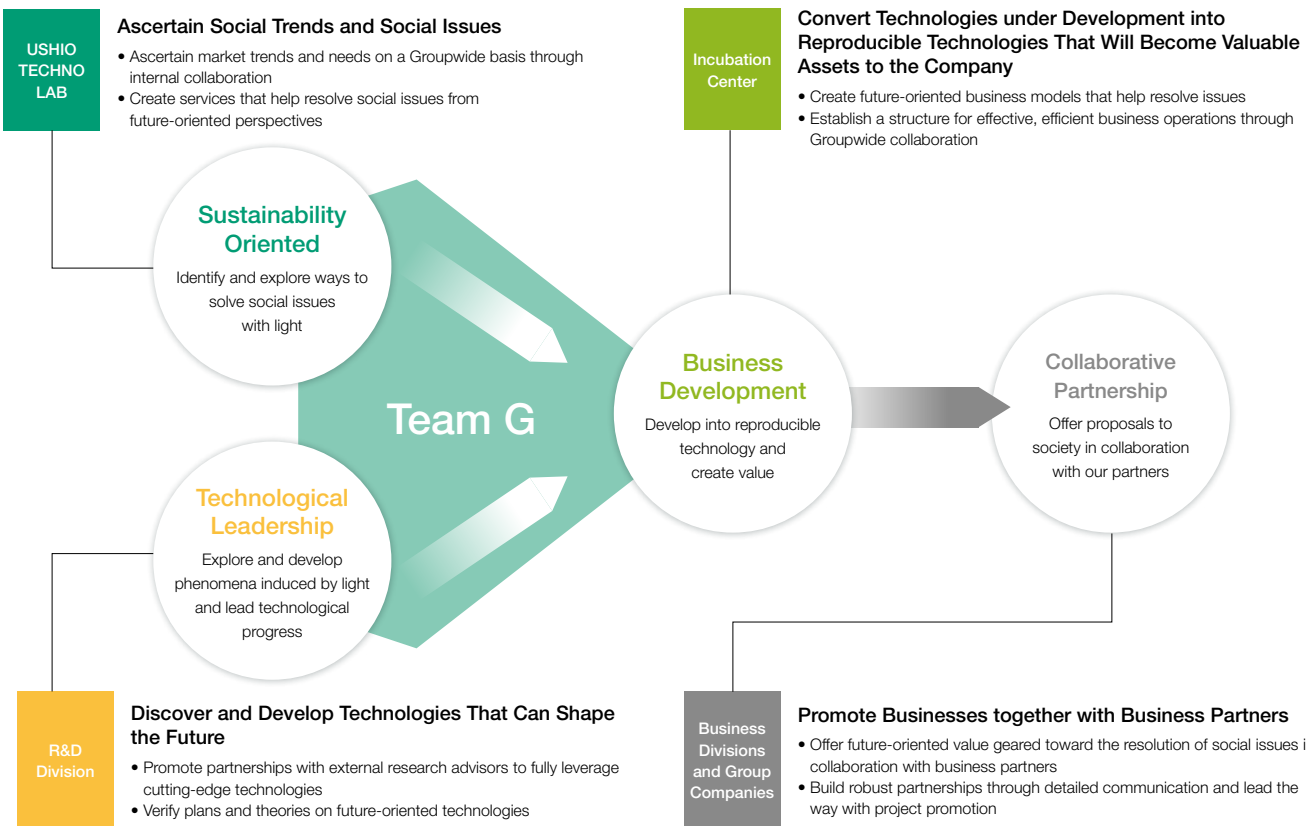 USHIO
TECHNO
LAB
Ascertain Social Trends and Social Issues
• Ascertain market trends and needs on a Groupwide basis through
internal collaboration
• Create services that help resolve social issues from
future-oriented perspectives
Incubation
Center
Convert Technologies under Development into
Reproducible Technologies That Will Become Valuable
Assets to the Company
• Create future-oriented business models that help resolve issues
• Establish a structure for effective, efficient business operations through
Groupwide collaboration
Sustainability
Oriented
Identify and explore ways to
solve social issues
with light
Team G
Business
Development
Develop into reproducible
technology and
create value
Collaborative
Partnership
Offer proposals to
society in collaboration
with our partners
Technological
Leadership
Explore and develop
phenomena induced by light
and lead technological
progress
R&D
Division
Discover and Develop Technologies That Can Shape
the Future
• Promote partnerships with external research advisors to fully leverage
cutting-edge technologies
• Verify plans and theories on future-oriented technologies
Business
Divisions
and Group
Companies
Promote Businesses together with Business Partners
• Offer future-oriented value geared toward the resolution of social issues i
collaboration with business partners
• Build robust partnerships through detailed communication and lead the
way with project promotion